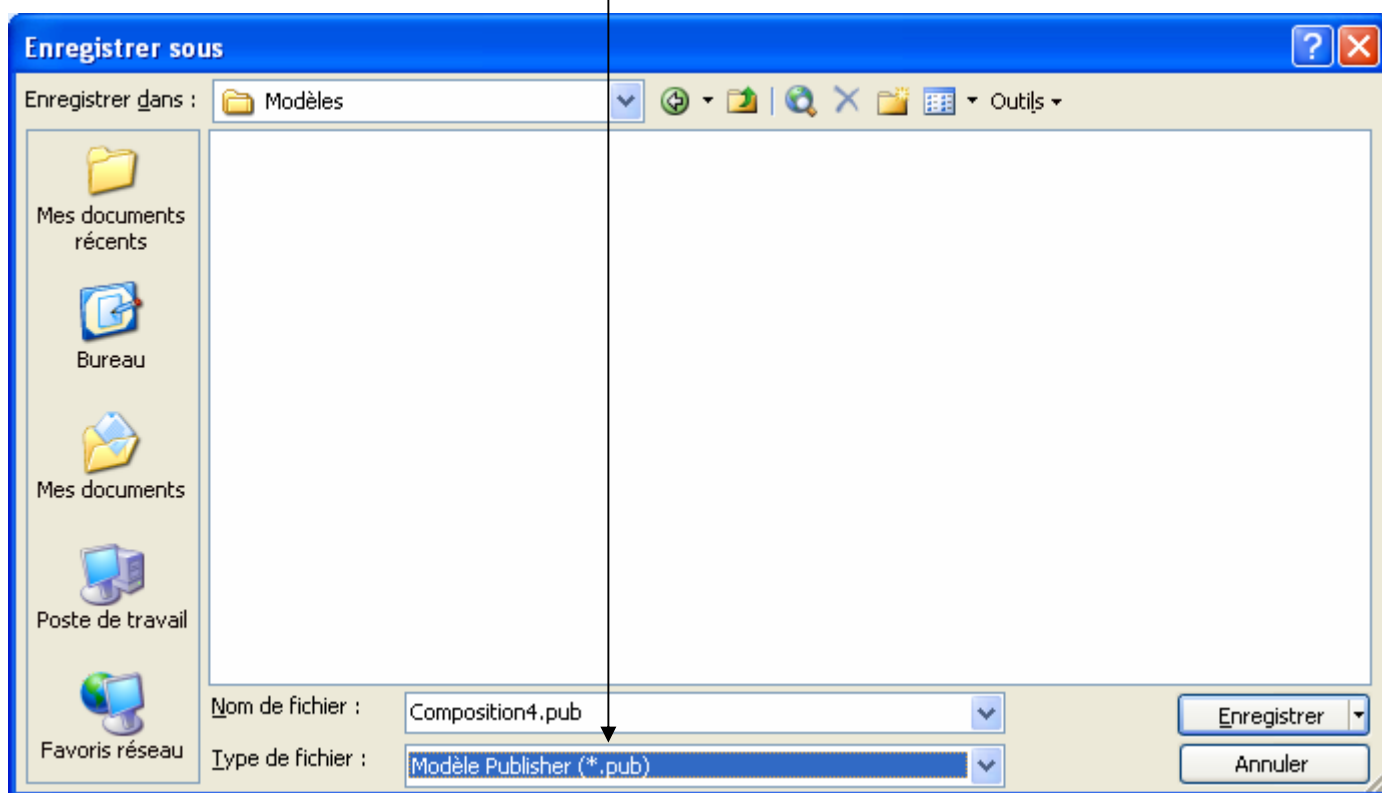 Enregistrer sous
Enregistrer dans :
Modèles
Outils
Mes documents
récents
Bureau
Mes documents
Poste de travail
Favoris réseau
Nom de fichier :
Composition4.pub
Enregistrer
Type de fichier :
Modèle Publisher (*.pub)
Annuler